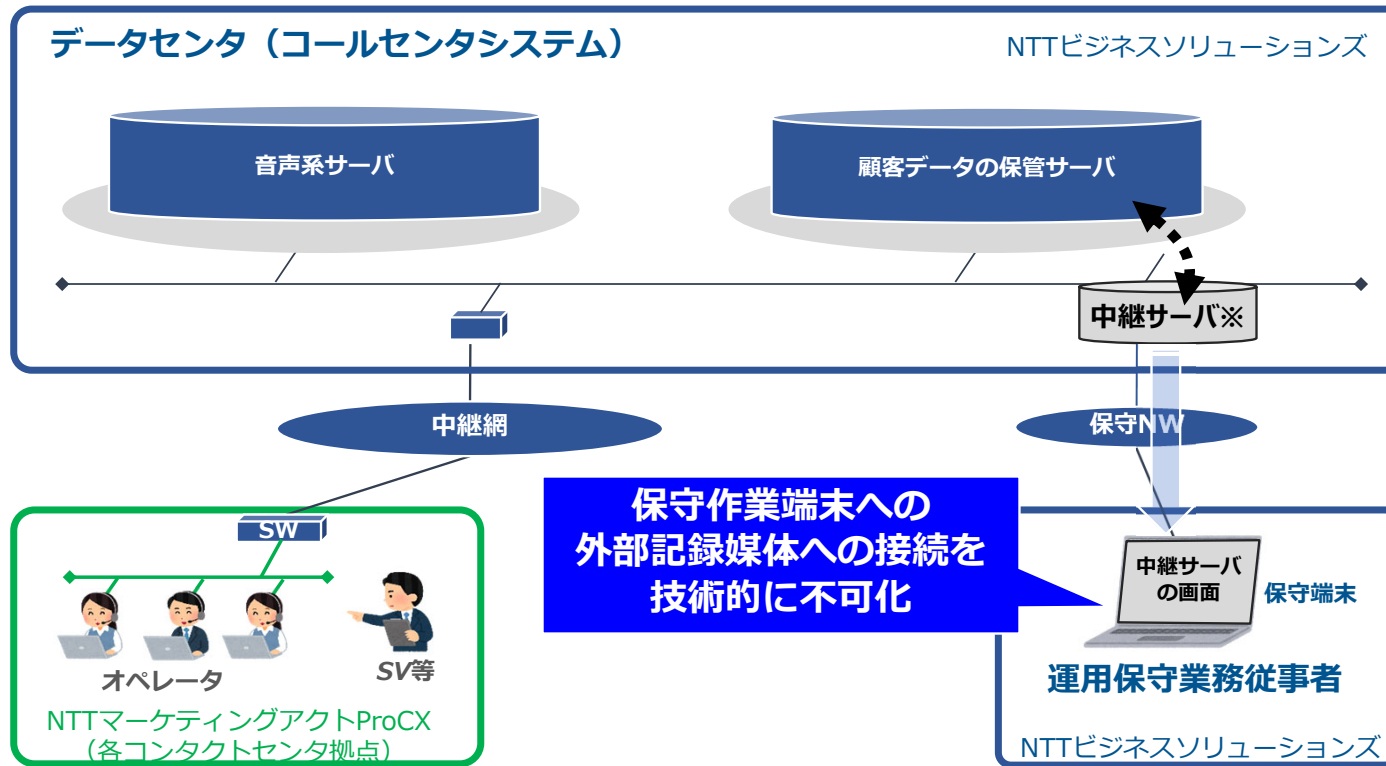 データセンタ（コールセンタシステム）
NTTビジネスソリューションズ
音声系サーバ
顧客データの保管サーバ
中継サーバ※
中継網
保守NW
保守作業端末への
外部記録媒体への接続を
技術的に不可化
SW
中継サーバ
の画面
保守端末
オペレータ
SV等
運用保守業務従事者
NTTマーケティングアクトProCX
（各コンタクトセンタ拠点）
NTTビジネスソリューションズ